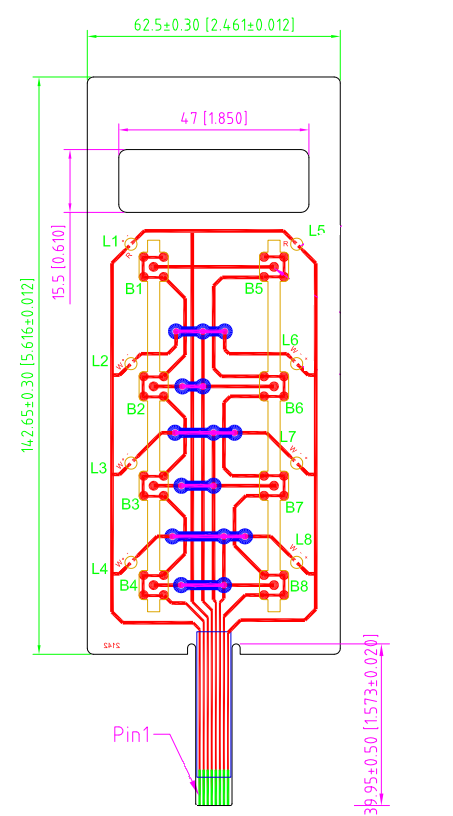 62.5±0.30 [2.461±0.012]
47 [1.850]
15.5 [0.610]
142.65±0.30 [5.616±0.012]
L1
L5
R
R
B1
B5
L2
L6
W
W
B2
B6
L3
L7
W
W
B3
B7
L4
L8
W
W
B4
B8
2142
39.95±0.50 [1.573±0.020]
Pin1